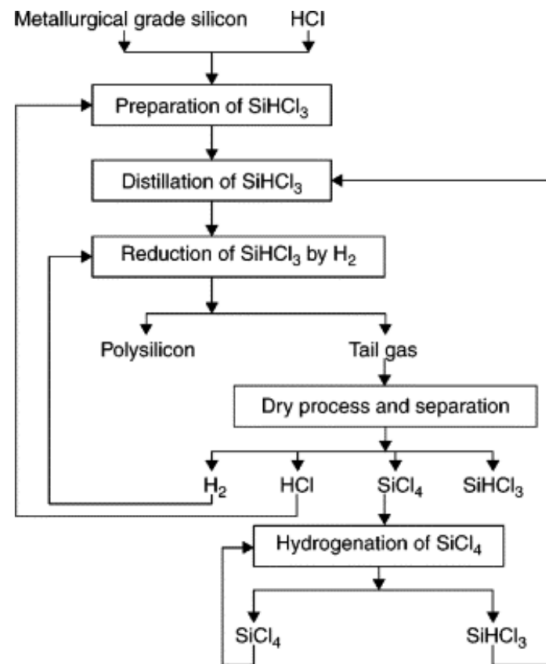 Metallurgical grade silicon HCl
Preparation of SiHCl₃
Distillation of SiHCl₃
Reduction of SiHCl₃ by H₂
Polysilicon Tail gas
Dry process and separation
H₂ HCl SiCl₄ SiHCl₃
Hydrogenation of SiCl₄
SiCl₄ SiHCl₃